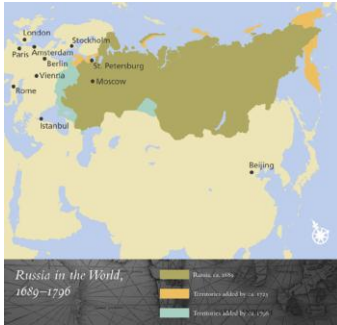 Stockholm
London
Amsterdam
Paris
Berlin
St. Petersburg
Vienna
Moscow
Rome
Istanbul
Beijing
Russia in the World,
1689–1796
Russia, ca. 1689
Territories added by ca. 1725
Territories added by ca. 1796